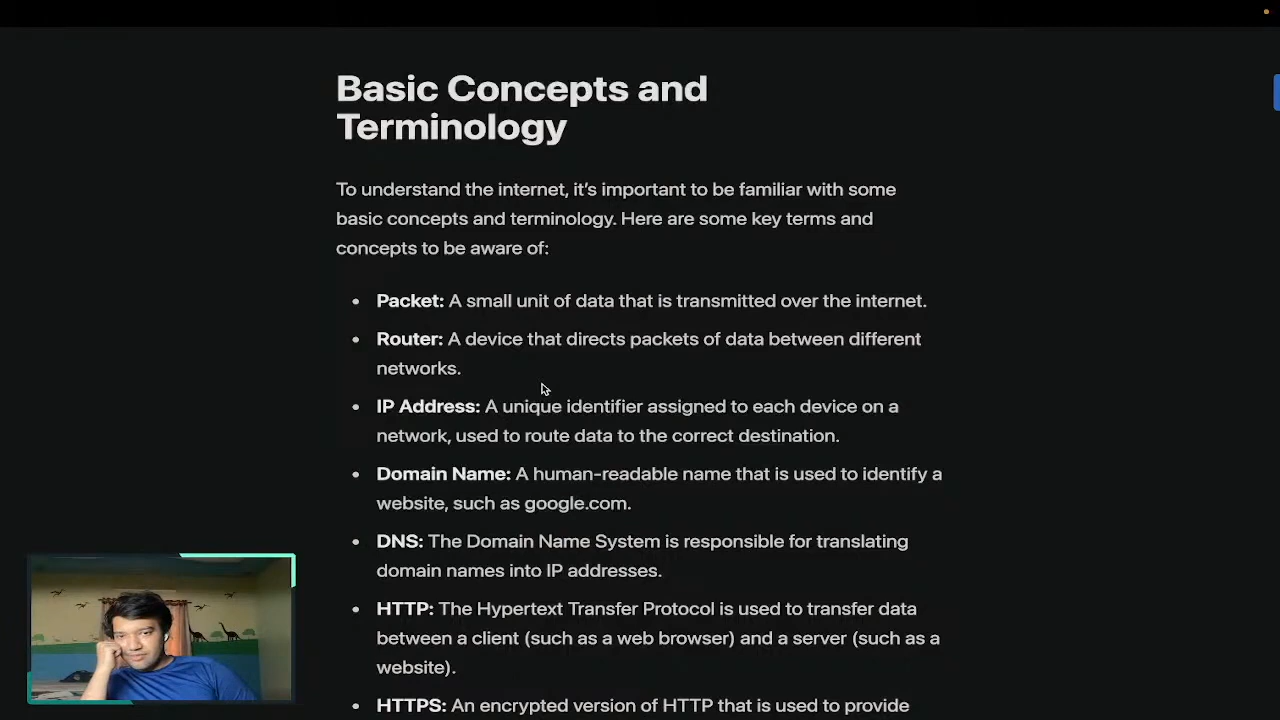 Basic Concepts and
Terminology
To understand the internet, it's important to be familiar with some
basic concepts and terminology. Here are some key terms and
concepts to be aware of:
• Packet: A small unit of data that is transmitted over the internet.
• Router: A device that directs packets of data between different
networks.
• IP Address: A unique identifier assigned to each device on a
network, used to route data to the correct destination.
• Domain Name: A human-readable name that is used to identify a
website, such as google.com.
• DNS: The Domain Name System is responsible for translating
domain names into IP addresses.
• HTTP: The Hypertext Transfer Protocol is used to transfer data
between a client (such as a web browser) and a server (such as a
website).
• HTTPS: An encrypted version of HTTP that is used to provide